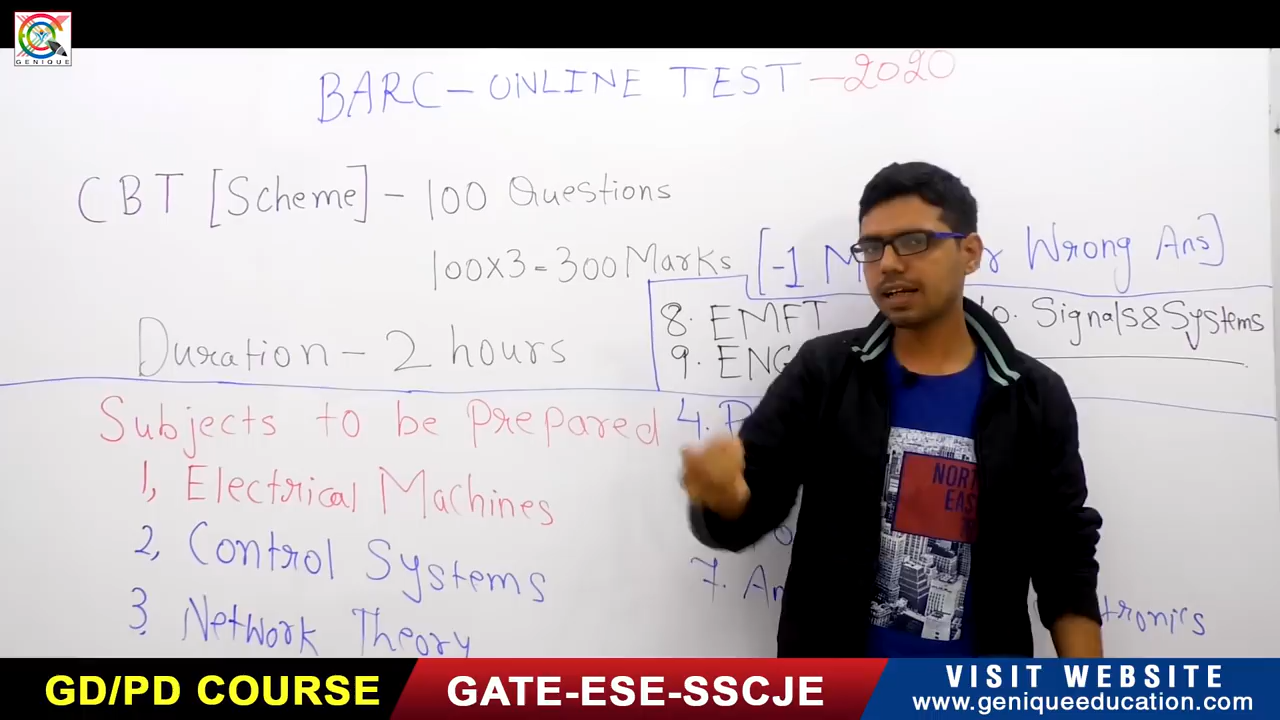 GENIQUE
BARC - ONLINE TEST - 2020
CBT [Scheme] - 100 Questions
100x3 = 300 Marks [-1 Wrong Ans]
Duration - 2 hours
8. EMFT
9.
10. Signals & Systems
Subjects to be Prepared
1, Electrical Machines
2, Control Systems
3. Network Theory
4.
7.
NORT
EAS
GD/PD COURSE
GATE-ESE-SSCJE
VISIT WEBSITE
www.geniqueeducation.com